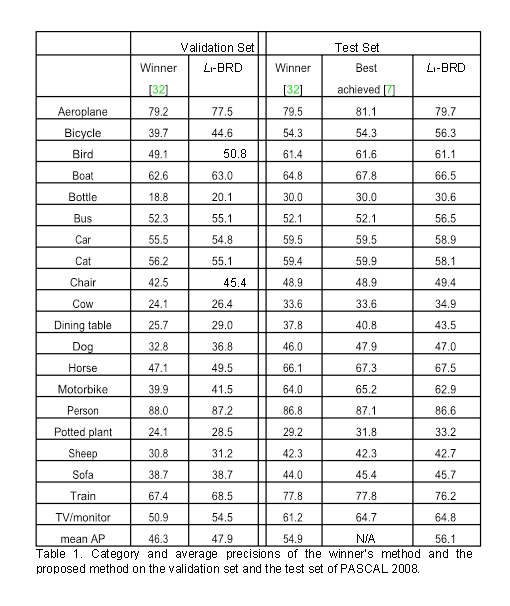 Validation Set Test Set
Winner L₁-BRD Winner Best L₁-BRD
[32] [32] achieved [7]
Aeroplane 79.2 77.5 79.5 81.1 79.7
Bicycle 39.7 44.6 54.3 54.3 56.3
Bird 49.1 50.8 61.4 61.6 61.1
Boat 62.6 63.0 64.8 67.8 66.5
Bottle 18.8 20.1 30.0 30.0 30.6
Bus 52.3 55.1 52.1 52.1 56.5
Car 55.5 54.8 59.5 59.5 58.9
Cat 56.2 55.1 59.4 59.9 58.1
Chair 42.5 45.4 48.9 48.9 49.4
Cow 24.1 26.4 33.6 33.6 34.9
Dining table 25.7 29.0 37.8 40.8 43.5
Dog 32.8 36.8 46.0 47.9 47.0
Horse 47.1 49.5 66.1 67.3 67.5
Motorbike 39.9 41.5 64.0 65.2 62.9
Person 88.0 87.2 86.8 87.1 86.6
Potted plant 24.1 28.5 29.2 31.8 33.2
Sheep 30.8 31.2 42.3 42.3 42.7
Sofa 38.7 38.7 44.0 45.4 45.7
Train 67.4 68.5 77.8 77.8 76.2
TV/monitor 50.9 54.5 61.2 64.7 64.8
mean AP 46.3 47.9 54.9 N/A 56.1
Table 1. Category and average precisions of the winner's method and the
proposed method on the validation set and the test set of PASCAL 2008.